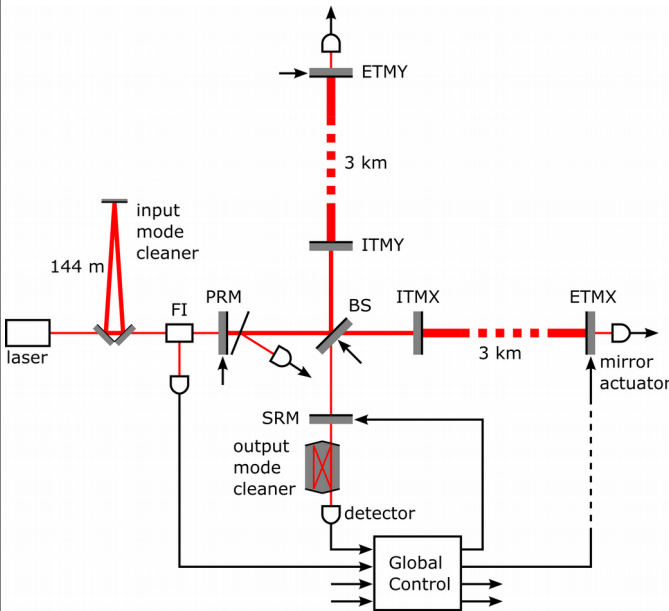 ETMY
3 km
input
mode
cleaner
ITMY
144 m
FI
PRM
BS
ITMX
ETMX
laser
3 km
mirror
actuator
SRM
output
mode
cleaner
detector
Global
Control